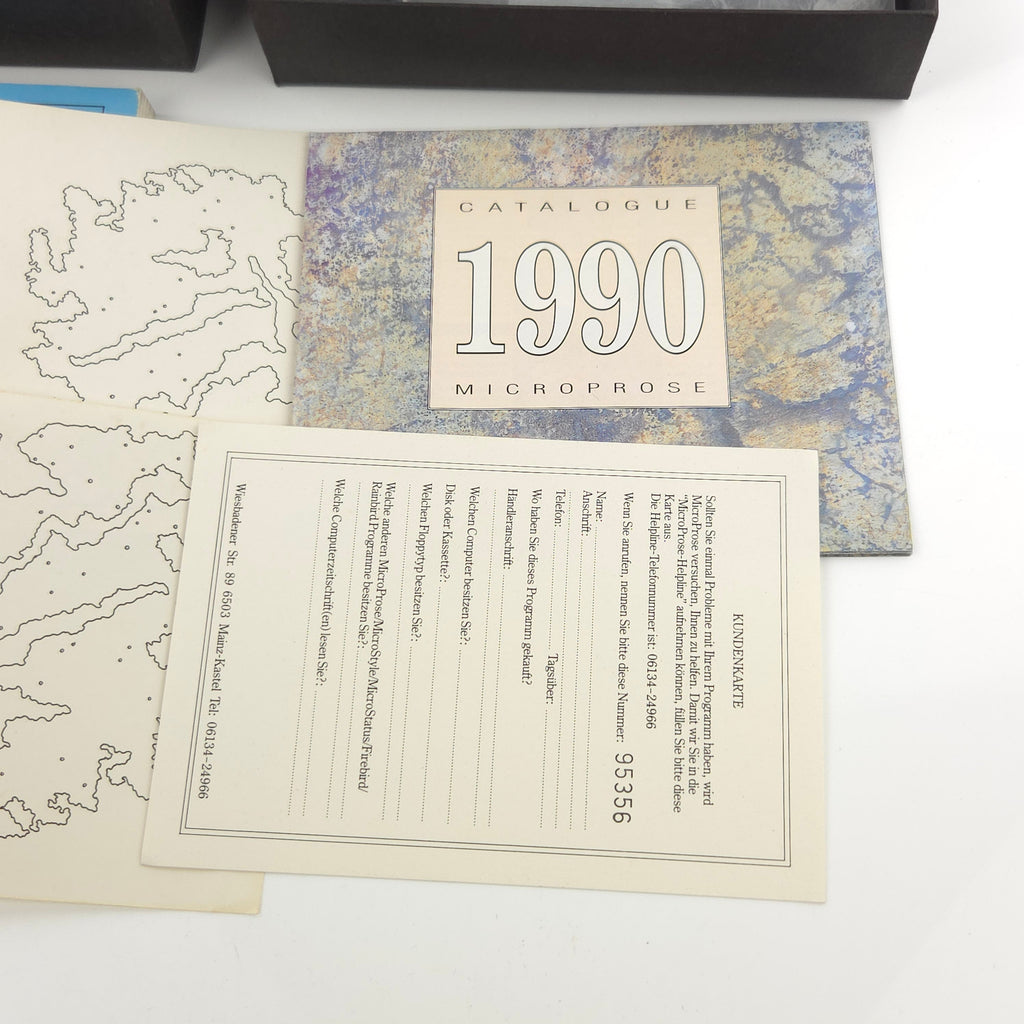 CATALOGUE
1990
MICROPROSE
KUNDENKARTE
Sollten Sie einmal Probleme mit Ihrem Programm haben, wird
MicroProse versuchen, Ihnen zu helfen. Damit wir Sie in die
"MicroProse-Helpline" aufnehmen können, füllen Sie bitte diese
Karte aus.
Die Helpline-Telefonnummer ist: 06134-24966
Wenn Sie anrufen, nennen Sie bitte diese Nummer: 95356
Name:
Anschrift:
Telefon: Tagsüber:
Wo haben Sie dieses Programm gekauft?
Händleranschrift:
Welchen Computer besitzen Sie?:
Disk oder Kassette?:
Welchen Floppytyp besitzen Sie?:
Welche anderen MicroProse/MicroStyle/MicroStatus/Firebird/
Rainbird Programme besitzen Sie?:
Welche Computerzeitschrift(en) lesen Sie?:
Wiesbadener Str. 89 6503 Mainz-Kastel Tel: 06134-24966